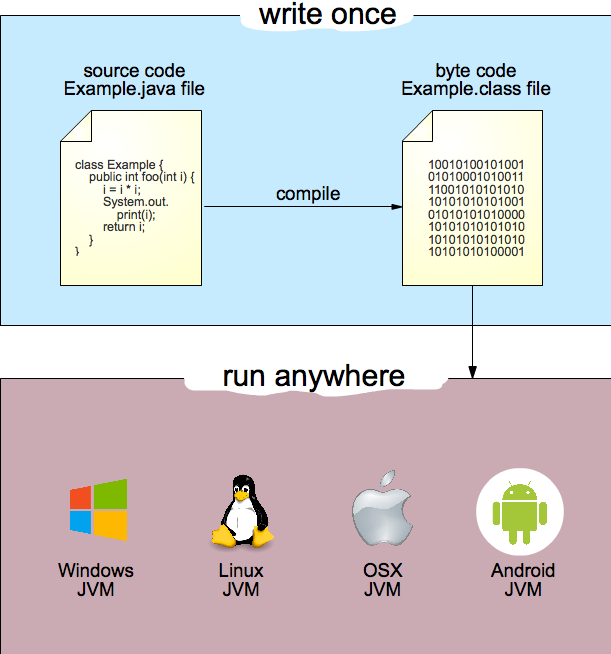 write once
source code
Example.java file
class Example {
public int foo(int i) {
i = i * i;
System.out.
print(i);
return i;
}
}
compile
byte code
Example.class file
10010100101001
01010001010011
11001010101010
10101010101001
01010101010000
10101010101010
10101010101010
10101010100001
run anywhere
Windows
JVM
Linux
JVM
OSX
JVM
Android
JVM